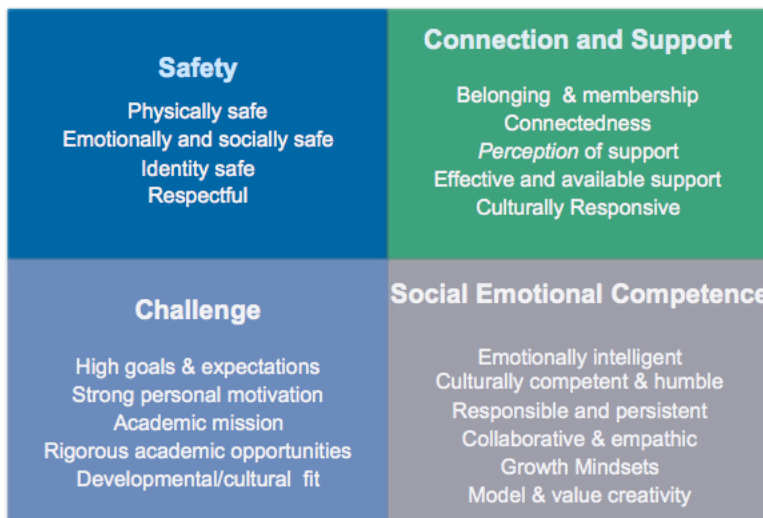 Safety
Physically safe
Emotionally and socially safe
Identity safe
Respectful
Connection and Support
Belonging & membership
Connectedness
Perception of support
Effective and available support
Culturally Responsive
Challenge
High goals & expectations
Strong personal motivation
Academic mission
Rigorous academic opportunities
Developmental/cultural fit
Social Emotional Competence
Emotionally intelligent
Culturally competent & humble
Responsible and persistent
Collaborative & empathic
Growth Mindsets
Model & value creativity